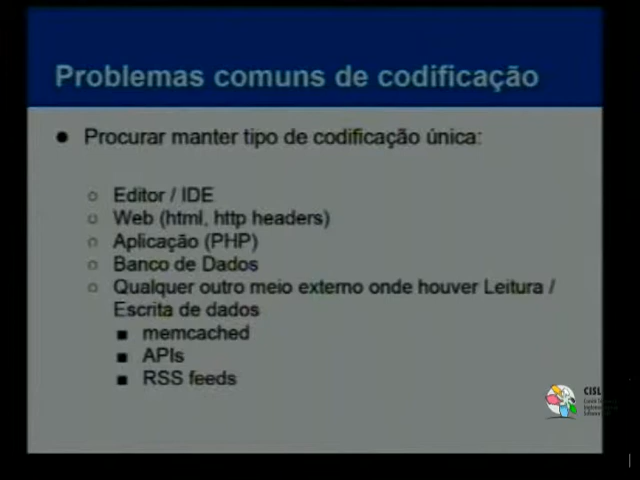 Problemas comuns de codificação
● Procurar manter tipo de codificação única:
○ Editor / IDE
○ Web (html, http headers)
○ Aplicação (PHP)
○ Banco de Dados
○ Qualquer outro meio externo onde houver Leitura /
Escrita de dados
■ memcached
■ APIs
■ RSS feeds
CISL